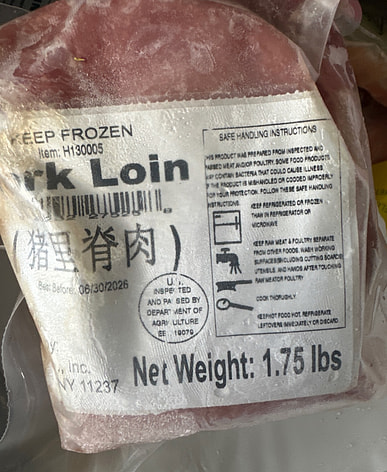 KEEP FROZEN
Item: H130005
ork Loin
(猪里脊肉)
Best Before: 06/30/2026
INSPECTED
AND PASSED BY
DEPARTMENT OF
AGRICULTURE
19079
, Inc.
NY 11237
Net Weight: 1.75 lbs
SAFE HANDLING INSTRUCTIONS
THIS PRODUCT WAS PREPARED FROM INSPECTED AND
PASSED MEAT AND/OR POULTRY. SOME FOOD PRODUCTS
MAY CONTAIN BACTERIA THAT COULD CAUSE ILLNESS
IF THE PRODUCT IS MISHANDLED OR COOKED IMPROPERLY
FOR YOUR PROTECTION, FOLLOW THESE SAFE HANDLING
INSTRUCTIONS.
KEEP REFRIGERATED OR FROZEN
THAW IN REFRIGERATOR OR
MICROWAVE
KEEP RAW MEAT & POULTRY SEPARATE
FROM OTHER FOODS. WASH WORKING
SURFACES (INCLUDING CUTTING BOARDS)
UTENSILS, AND HANDS AFTER TOUCHING
RAW MEAT OR POULTRY
COOK THOROUGHLY.
KEEP HOT FOOD HOT. REFRIGERATE
LEFTOVERS IMMEDIATELY OR DISCARD.